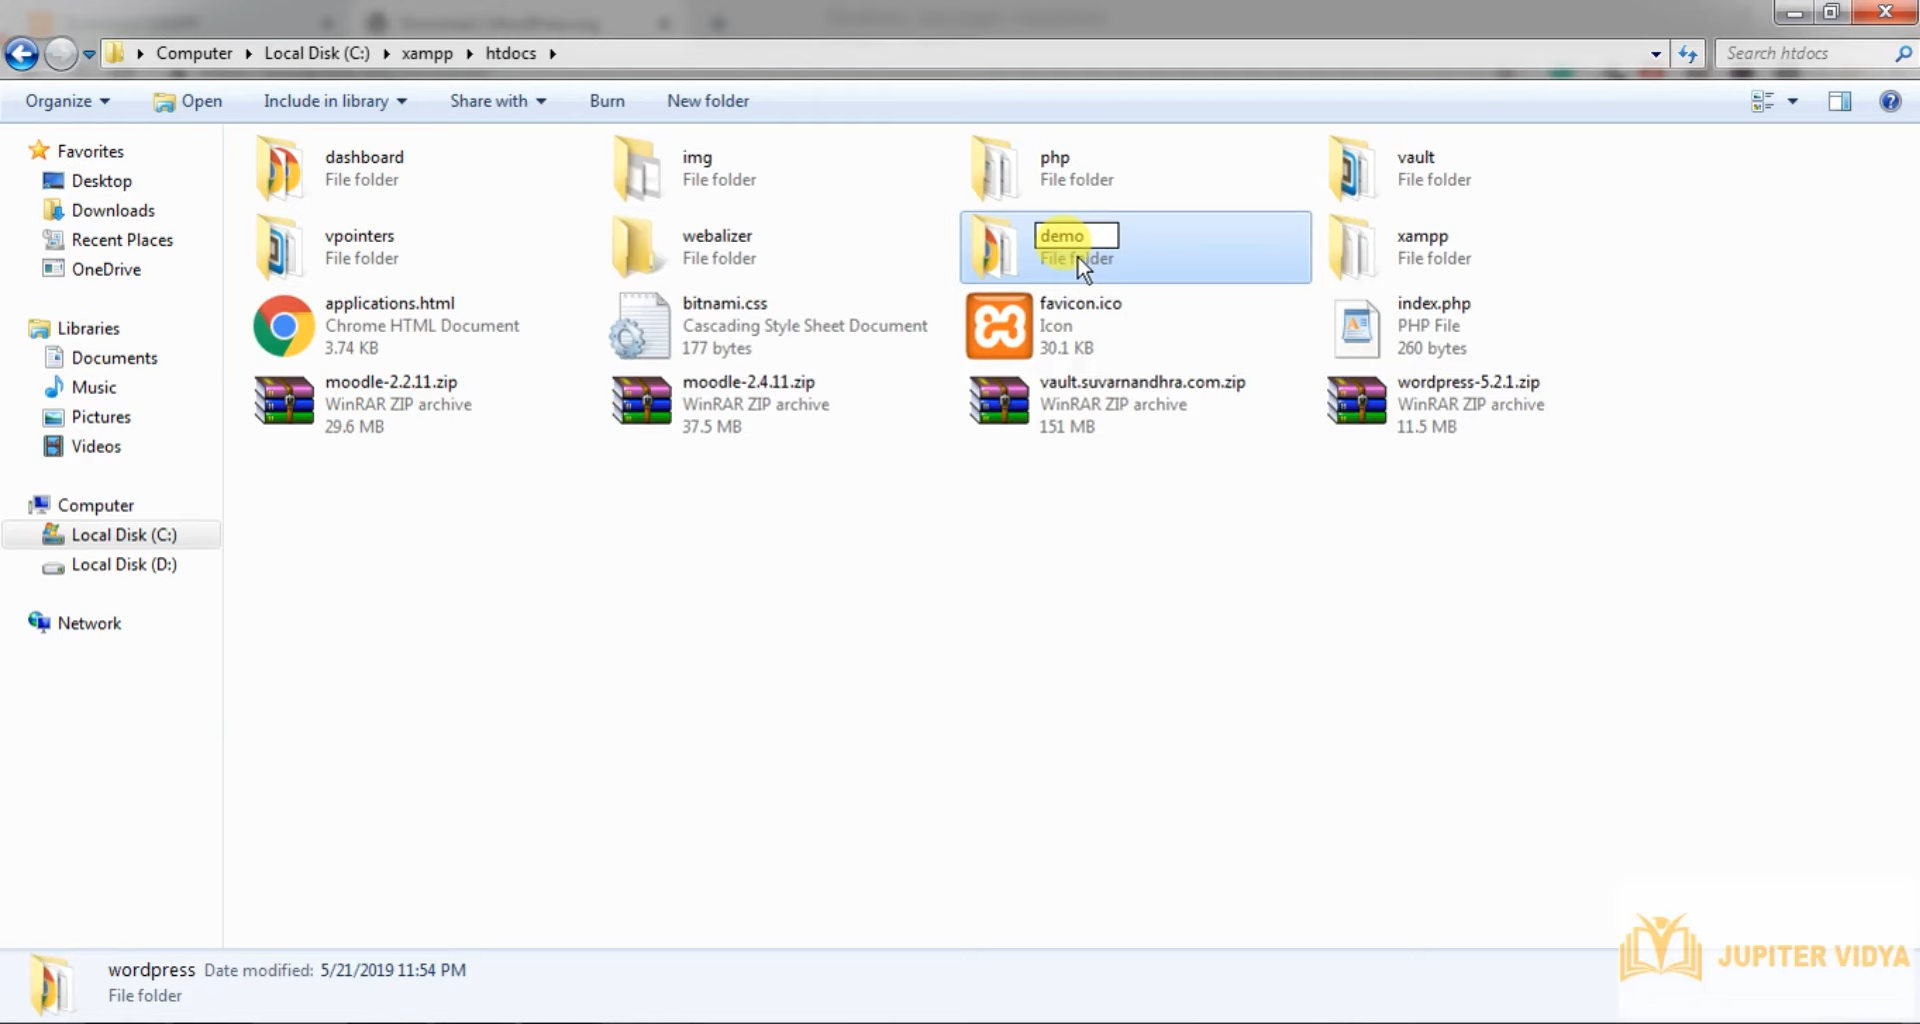 Computer
Local Disk (C:)
xampp
htdocs
Search htdocs
Organize
Open
Include in library
Share with
Burn
New folder
Favorites
Desktop
Downloads
Recent Places
OneDrive
Libraries
Documents
Music
Pictures
Videos
Computer
Local Disk (C:)
Local Disk (D:)
Network
dashboard
File folder
img
File folder
php
File folder
vault
File folder
vpointers
File folder
webalizer
File folder
demo
File folder
xampp
File folder
applications.html
Chrome HTML Document
3.74 KB
bitnami.css
Cascading Style Sheet Document
177 bytes
favicon.ico
Icon
30.1 KB
index.php
PHP File
260 bytes
moodle-2.2.11.zip
WinRAR ZIP archive
29.6 MB
moodle-2.4.11.zip
WinRAR ZIP archive
37.5 MB
vault.suvarnandhra.com.zip
WinRAR ZIP archive
151 MB
wordpress-5.2.1.zip
WinRAR ZIP archive
11.5 MB
wordpress Date modified: 5/21/2019 11:54 PM
File folder
JUPITER VIDYA